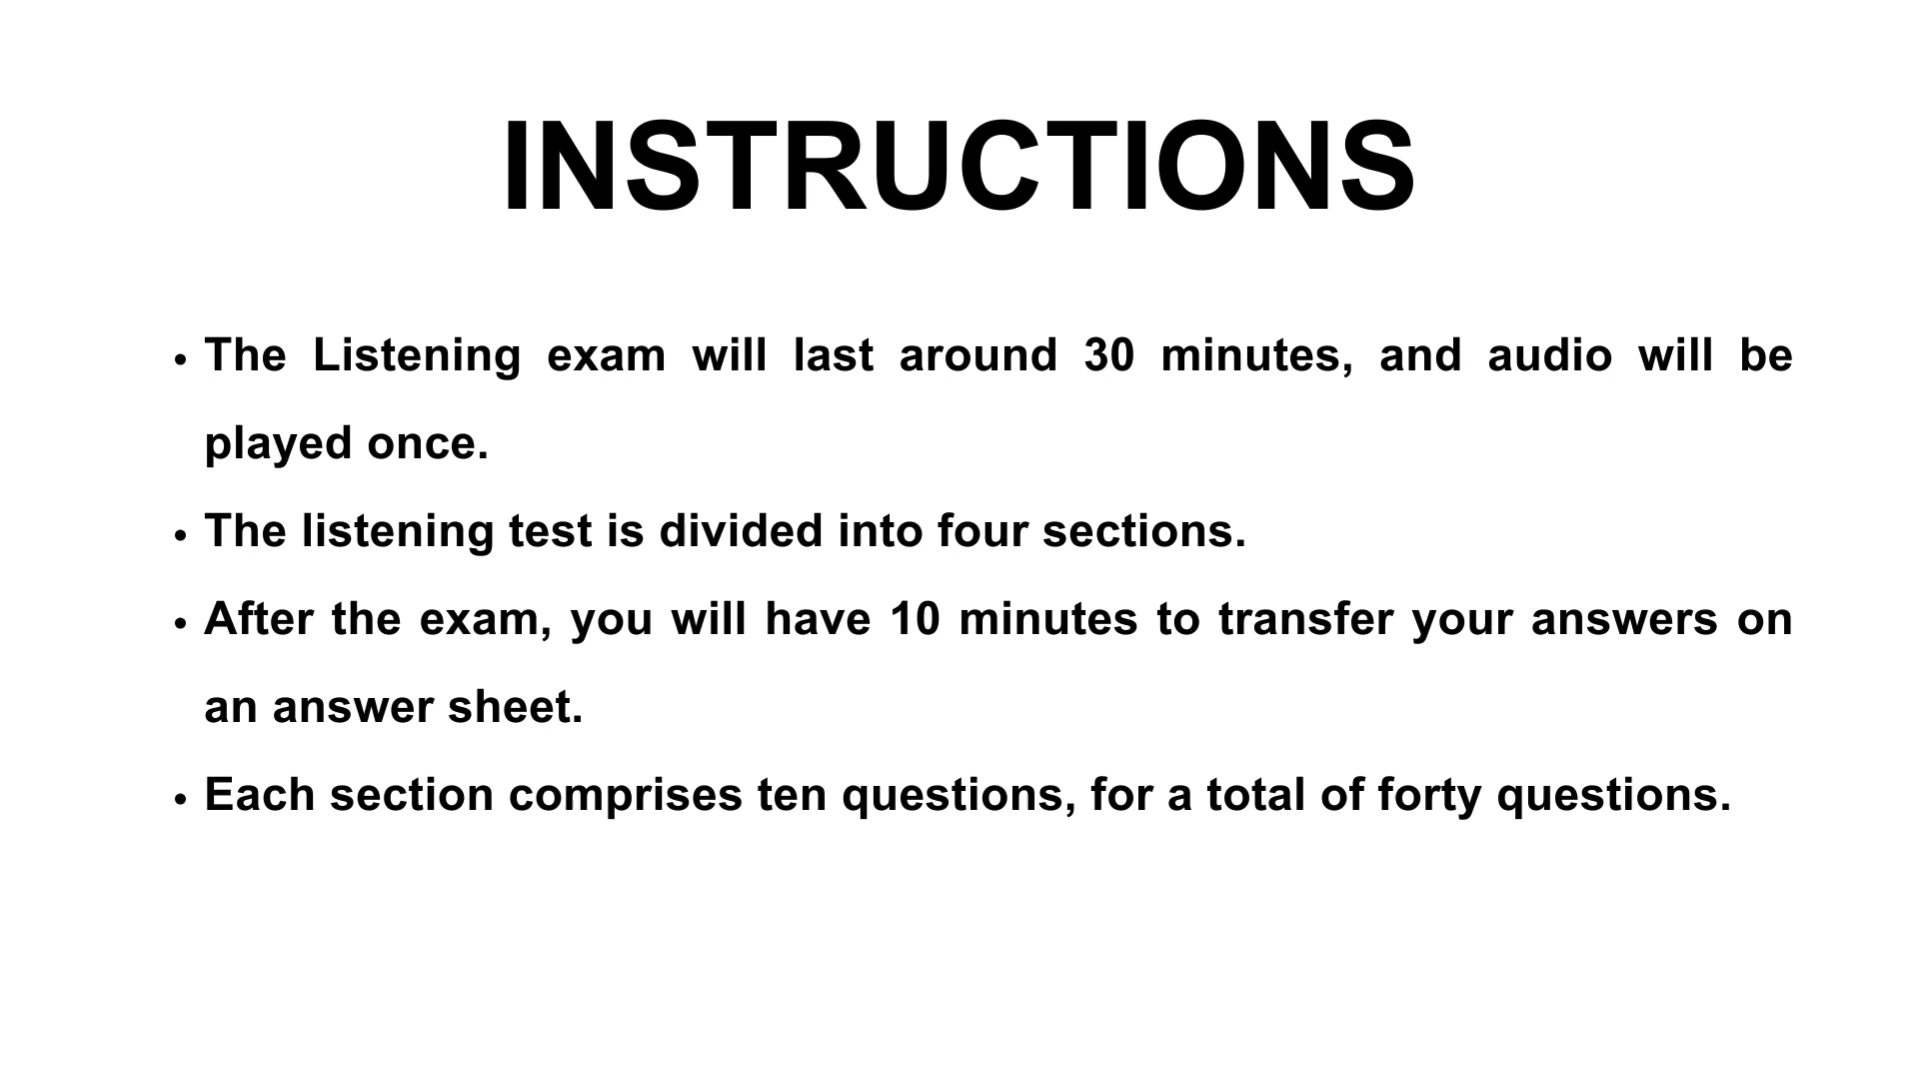 INSTRUCTIONS
• The Listening exam will last around 30 minutes, and audio will be
played once.
• The listening test is divided into four sections.
• After the exam, you will have 10 minutes to transfer your answers on
an answer sheet.
• Each section comprises ten questions, for a total of forty questions.